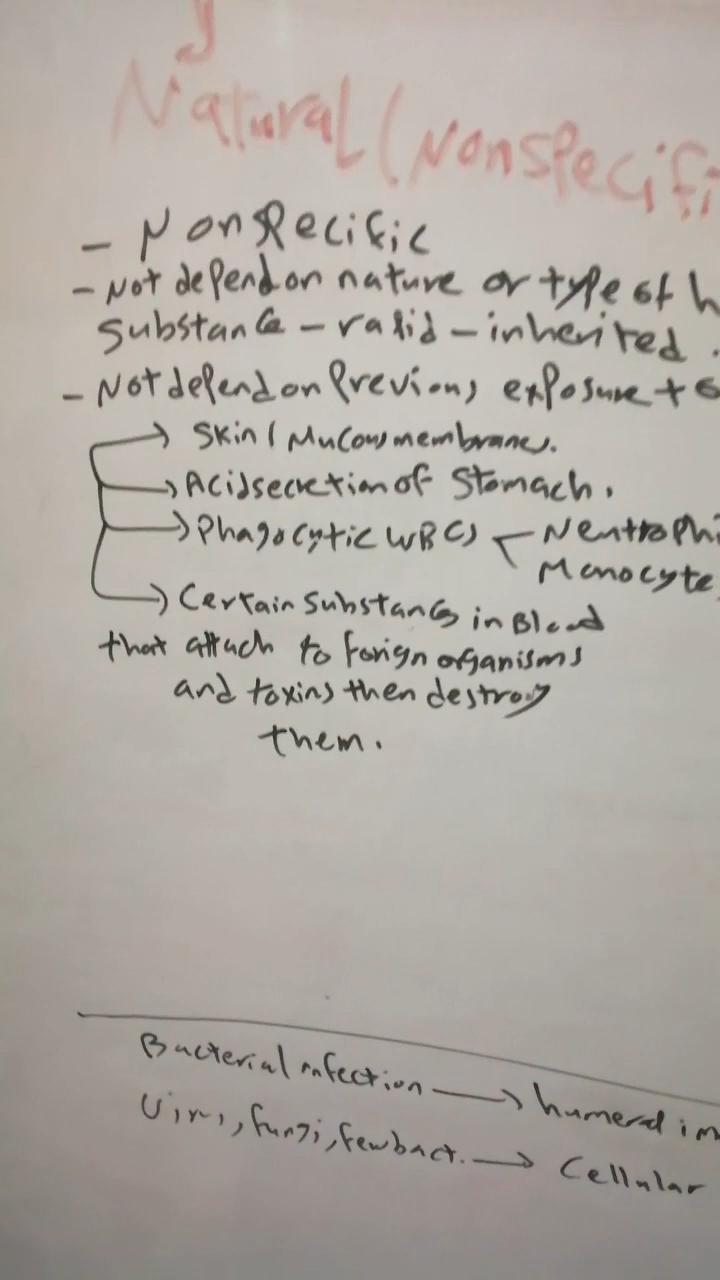 y
Natural (Nonspecifi
- Nonspecific
- Not depend on nature or type of h
substance - rapid - inherited.
- Not depend on Previous exposure to
→ Skin / Mucous membrane.
→ Acid secretion of Stomach.
→ Phagocytic WBCs < Neutrophi
Monocyte
→ Certain substances in Blood
that attach to forign organisms
and toxins then destroy
them.
Bacterial infection → humeral im
Virus, fungi, few bact. → Cellular